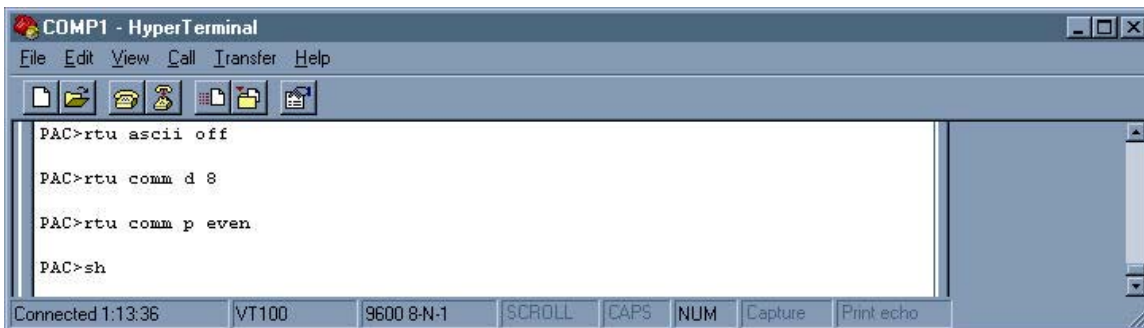 COMP1 - HyperTerminal
File Edit View Call Transfer Help
PAC>rtu ascii off
PAC>rtu comm d 8
PAC>rtu comm p even
PAC>sh
Connected 1:13:36 VT100 9600 8-N-1 SCROLL CAPS NUM Capture Print echo